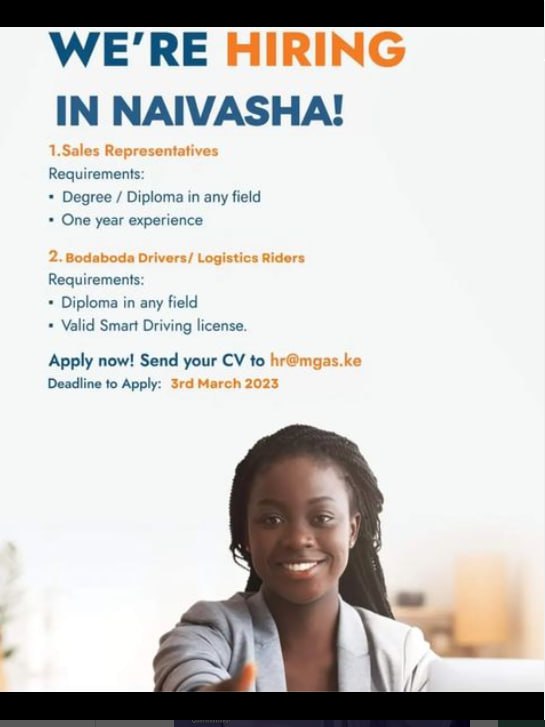 WE'RE HIRING
IN NAIVASHA!
1.Sales Representatives
Requirements:
▪ Degree / Diploma in any field
▪ One year experience
2. Bodaboda Drivers/ Logistics Riders
Requirements:
▪ Diploma in any field
▪ Valid Smart Driving license.
Apply now! Send your CV to hr@mgas.ke
Deadline to Apply: 3rd March 2023